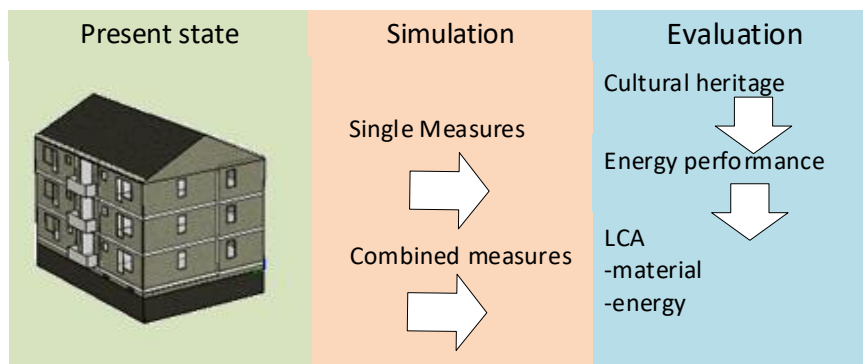 Present state
Simulation
Evaluation
Single Measures
Combined measures
Cultural heritage
Energy performance
LCA
-material
-energy